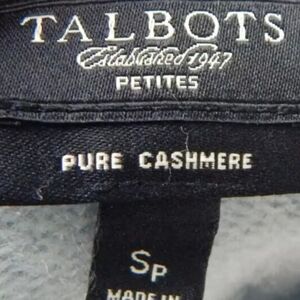 TALBOTS
Established 1947
PETITES
PURE CASHMERE
SP
MADE IN